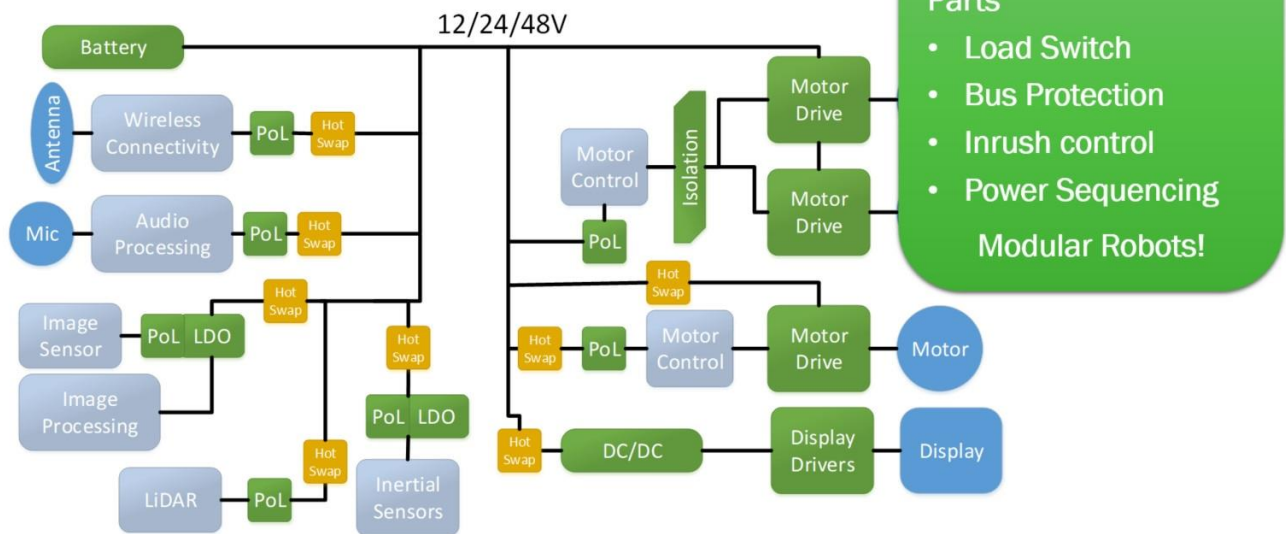 12/24/48V
Battery
Antenna
Wireless
Connectivity
PoL
Hot
Swap
Mic
Audio
Processing
PoL
Hot
Swap
Hot
Swap
Image
Sensor
PoL LDO
Image
Processing
Hot
Swap
PoL LDO
Inertial
Sensors
Hot
Swap
LiDAR
PoL
Motor
Control
PoL
Isolation
Motor
Drive
Motor
Drive
Hot
Swap
Hot
Swap
PoL
Motor
Control
Motor
Drive
Motor
Hot
Swap
DC/DC
Display
Drivers
Display
Parts
• Load Switch
• Bus Protection
• Inrush control
• Power Sequencing
Modular Robots!